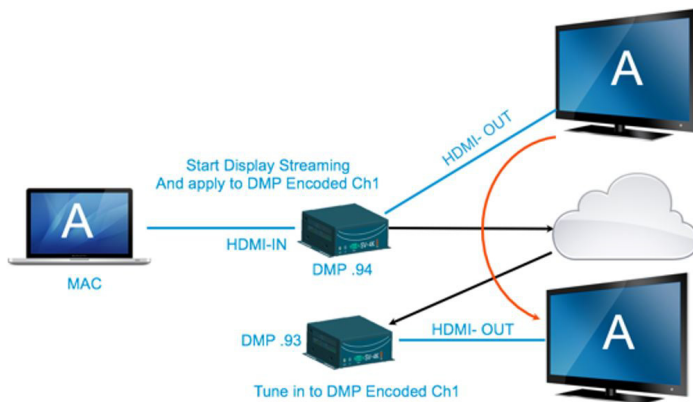 A
HDMI- OUT
Start Display Streaming
And apply to DMP Encoded Ch1
A
HDMI-IN
MAC
DMP .94
DMP .93
HDMI- OUT
A
Tune in to DMP Encoded Ch1